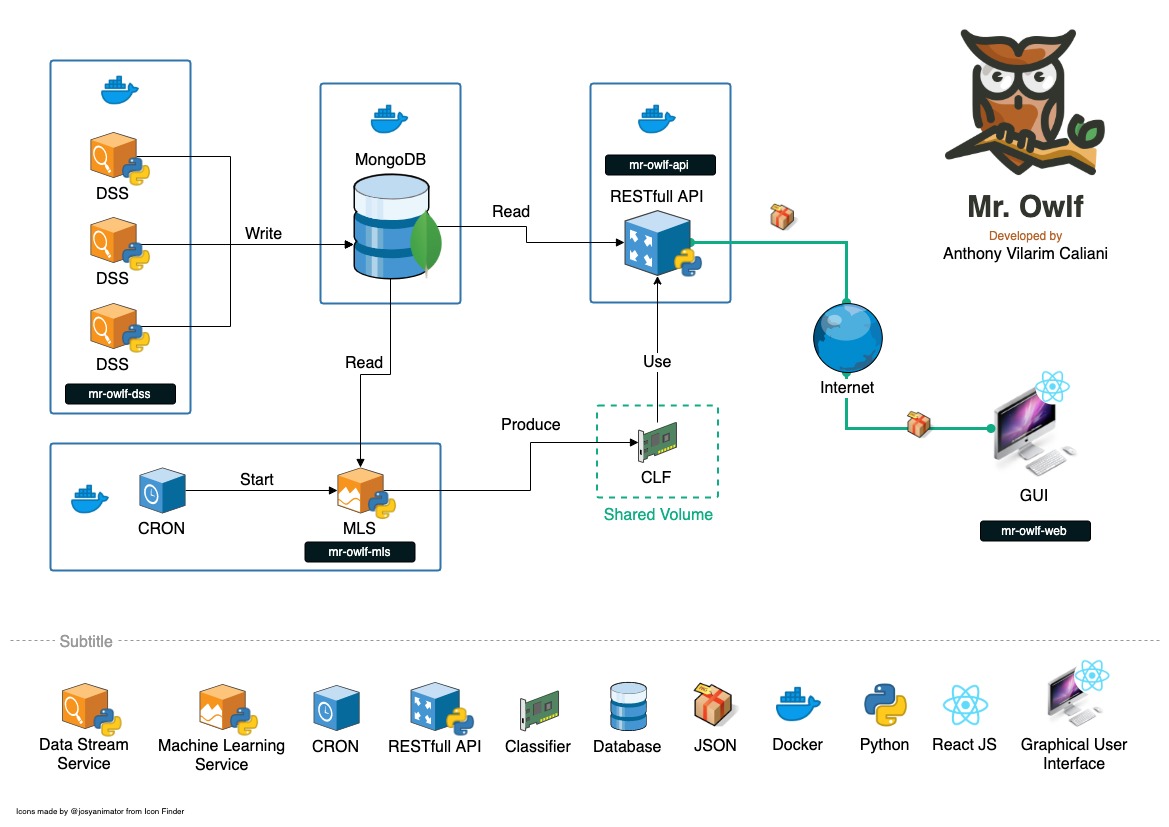 DSS
DSS
DSS
mr-owlf-dss
Write
MongoDB
Read
Read
mr-owlf-api
RESTfull API
Mr. Owlf
Developed by
Anthony Vilarim Caliani
Internet
Use
Produce
CLF
Shared Volume
GUI
mr-owlf-web
CRON
Start
MLS
mr-owlf-mls
Subtitle
Data Stream
Service
Machine Learning
Service
CRON
RESTfull API
Classifier
Database
JSON
Docker
Python
React JS
Graphical User
Interface
Icons made by @josyanimator from Icon Finder